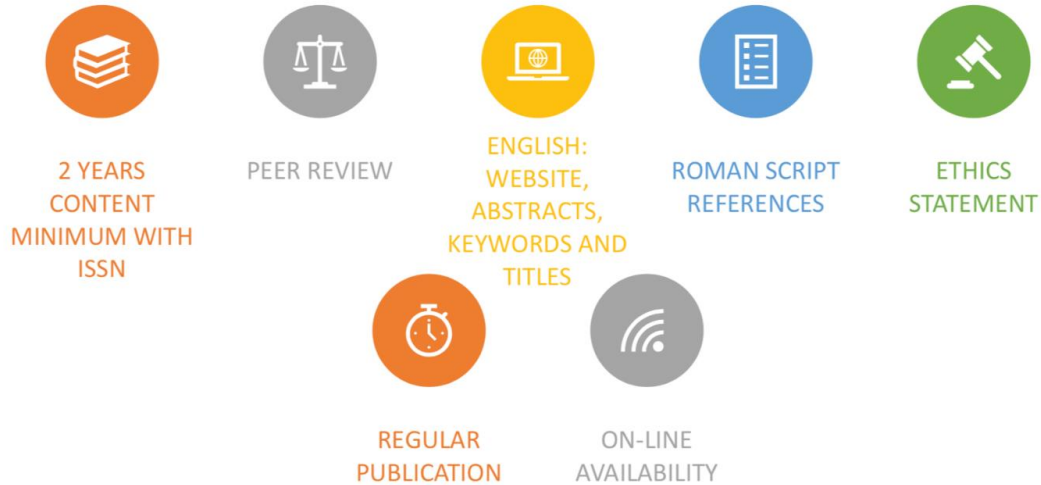 2 YEARS
CONTENT
MINIMUM WITH
ISSN
PEER REVIEW
ENGLISH:
WEBSITE,
ABSTRACTS,
KEYWORDS AND
TITLES
ROMAN SCRIPT
REFERENCES
ETHICS
STATEMENT
REGULAR
PUBLICATION
ON-LINE
AVAILABILITY